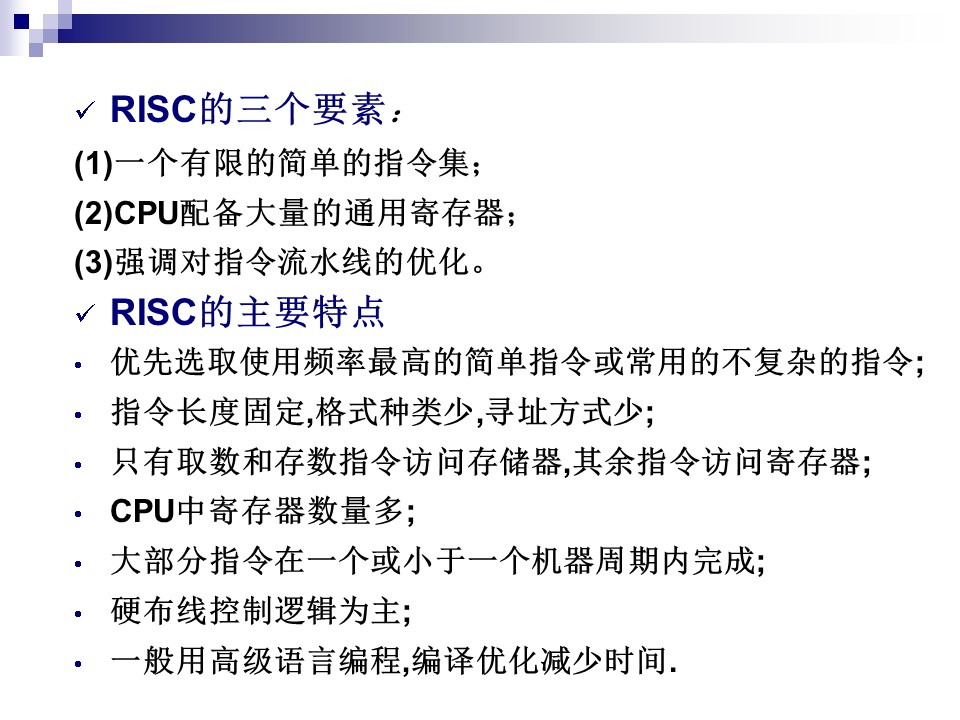 ✓ RISC的三个要素：
(1)一个有限的简单的指令集；
(2)CPU配备大量的通用寄存器；
(3)强调对指令流水线的优化。
✓ RISC的主要特点
• 优先选取使用频率最高的简单指令或常用的不复杂的指令;
• 指令长度固定,格式种类少,寻址方式少;
• 只有取数和存数指令访问存储器,其余指令访问寄存器;
• CPU中寄存器数量多;
• 大部分指令在一个或小于一个机器周期内完成;
• 硬布线控制逻辑为主;
• 一般用高级语言编程,编译优化减少时间.